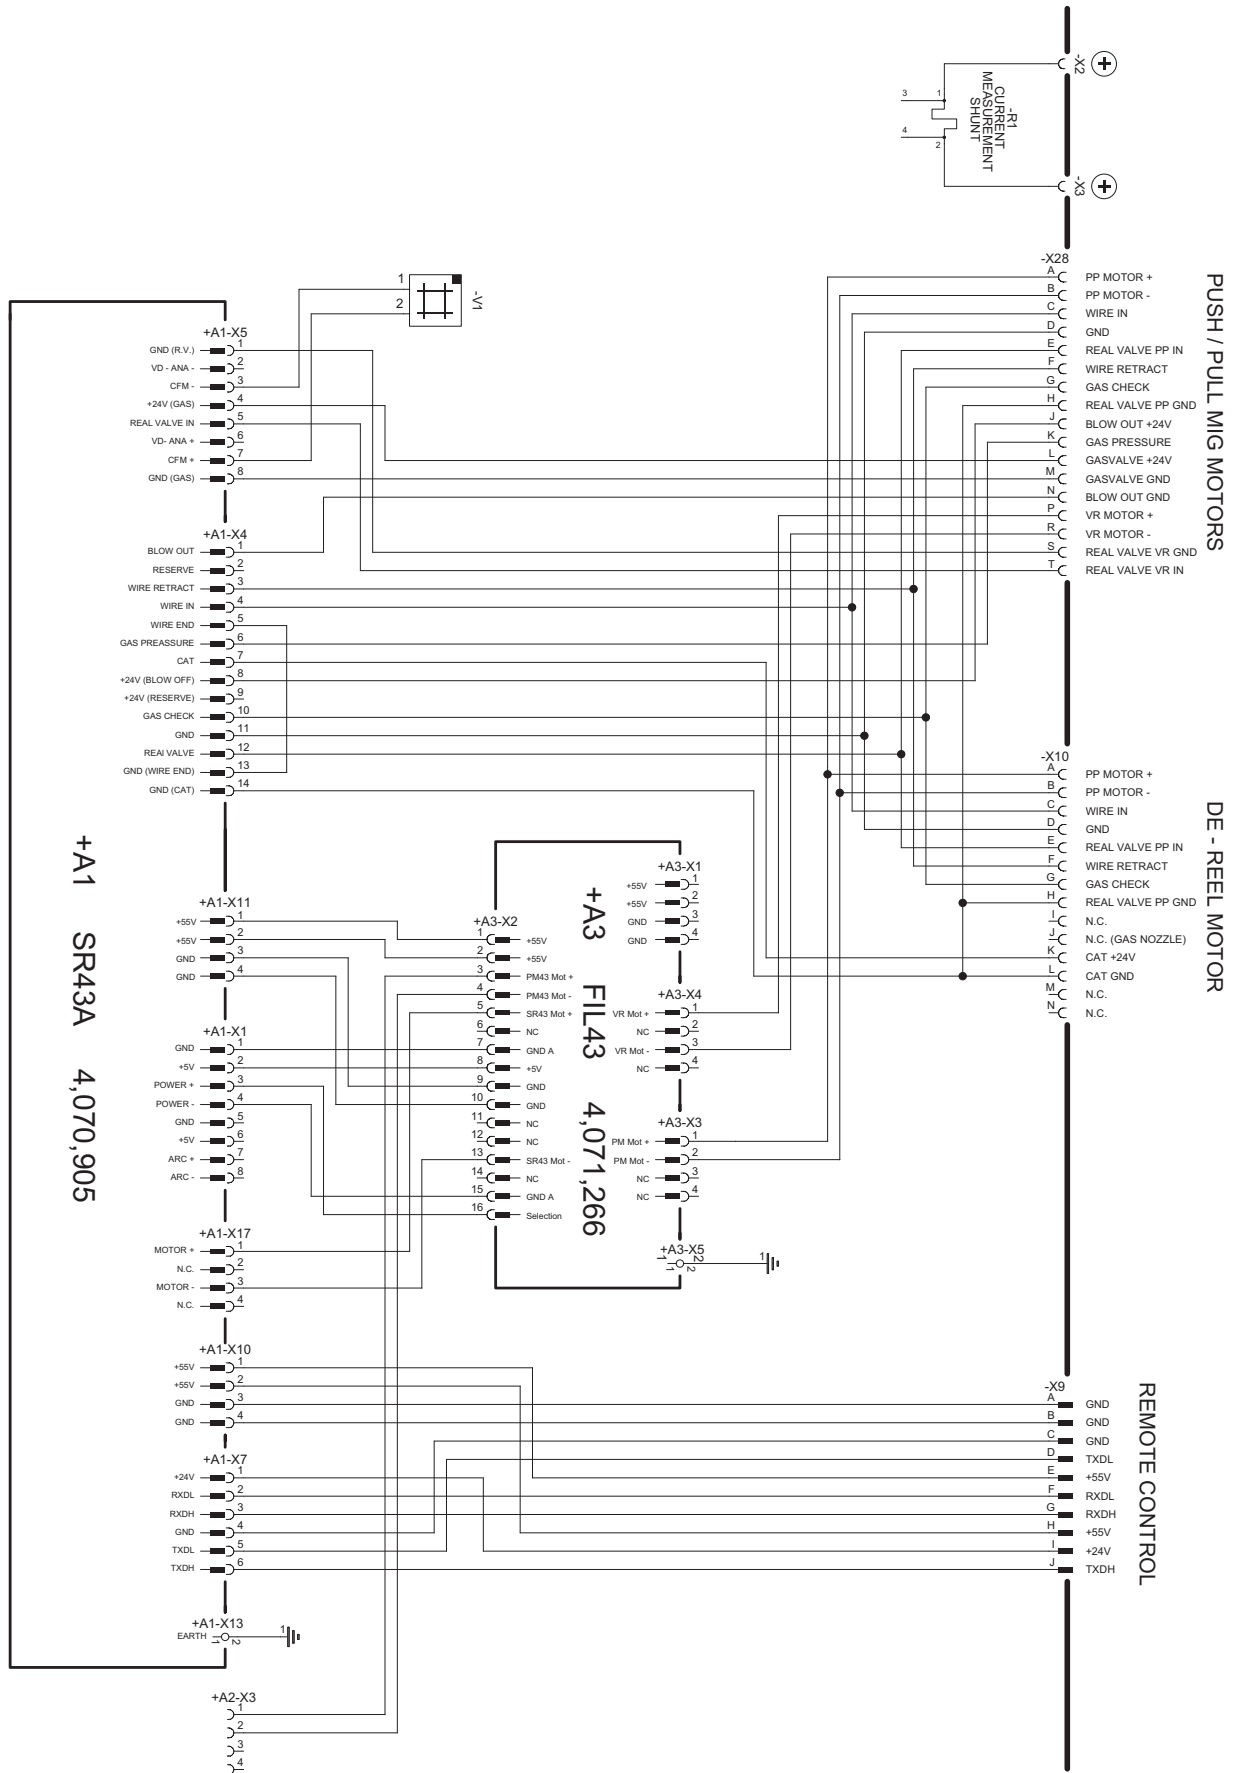 -X2
-R1
CURRENT
MEASUREMENT
SHUNT
3
1
4
2
-X3
PUSH / PULL MIG MOTORS
-X28
A PP MOTOR +
B PP MOTOR -
C WIRE IN
D GND
E REAL VALVE PP IN
F WIRE RETRACT
G GAS CHECK
H REAL VALVE PP GND
J BLOW OUT +24V
K GAS PRESSURE
L GASVALVE +24V
M GASVALVE GND
N BLOW OUT GND
P VR MOTOR +
R VR MOTOR -
S REAL VALVE VR GND
T REAL VALVE VR IN
-V1
1
2
+A1-X5
GND (R.V.) 1
VD - ANA - 2
CFM - 3
+24V (GAS) 4
REAL VALVE IN 5
VD- ANA + 6
CFM + 7
GND (GAS) 8
+A1-X4
BLOW OUT 1
RESERVE 2
WIRE RETRACT 3
WIRE IN 4
WIRE END 5
GAS PREASSURE 6
CAT 7
+24V (BLOW OFF) 8
+24V (RESERVE) 9
GAS CHECK 10
GND 11
REAl VALVE 12
GND (WIRE END) 13
GND (CAT) 14
DE - REEL MOTOR
-X10
A PP MOTOR +
B PP MOTOR -
C WIRE IN
D GND
E REAL VALVE PP IN
F WIRE RETRACT
G GAS CHECK
H REAL VALVE PP GND
I N.C.
J N.C. (GAS NOZZLE)
K CAT +24V
L CAT GND
M N.C.
N N.C.
+A1 SR43A 4,070,905
+A1-X11
+55V 1
+55V 2
GND 3
GND 4
+A1-X1
GND 1
+5V 2
POWER + 3
POWER - 4
GND 5
+5V 6
ARC + 7
ARC - 8
+A1-X17
MOTOR + 1
N.C. 2
MOTOR - 3
N.C. 4
+A3 FIL43 4,071,266
+A3-X2
1 +55V
2 +55V
3 PM43 Mot +
4 PM43 Mot -
5 SR43 Mot +
6 NC
7 GND A
8 +5V
9 GND
10 GND
11 NC
12 NC
13 SR43 Mot -
14 NC
15 GND A
16 Selection
+A3-X1
+55V 1
+55V 2
GND 3
GND 4
+A3-X4
VR Mot + 1
NC 2
VR Mot - 3
NC 4
+A3-X3
PM Mot + 1
PM Mot - 2
NC 3
NC 4
+A3-X5
1 2 2 1
+A1-X10
+55V 1
+55V 2
GND 3
GND 4
+A1-X7
+24V 1
RXDL 2
RXDH 3
GND 4
TXDL 5
TXDH 6
+A1-X13
EARTH 1 2 1
REMOTE CONTROL
-X9
A GND
B GND
C GND
D TXDL
E +55V
F RXDL
G RXDH
H +55V
I +24V
J TXDH
+A2-X3
1
2
3
4